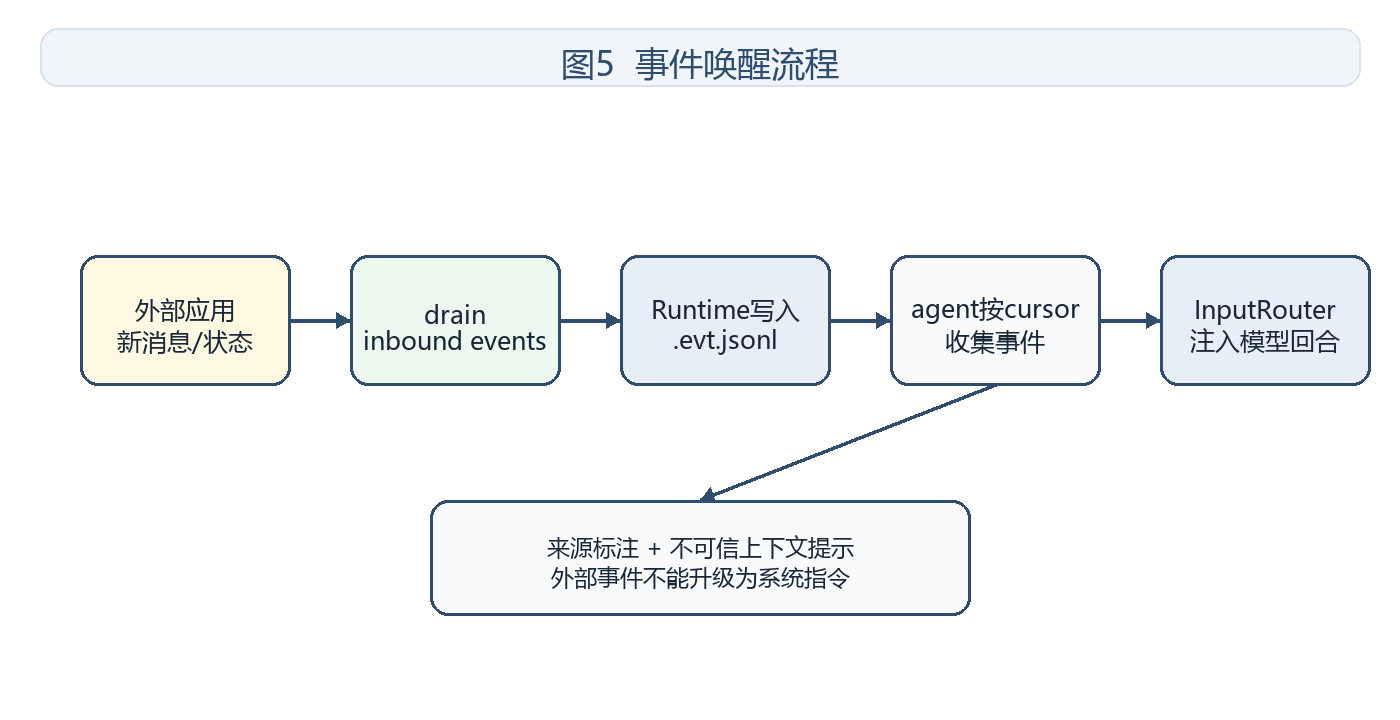 图5 事件唤醒流程
外部应用
新消息/状态
drain
inbound events
Runtime写入
.evt.jsonl
agent按cursor
收集事件
InputRouter
注入模型回合
来源标注 + 不可信上下文提示
外部事件不能升级为系统指令